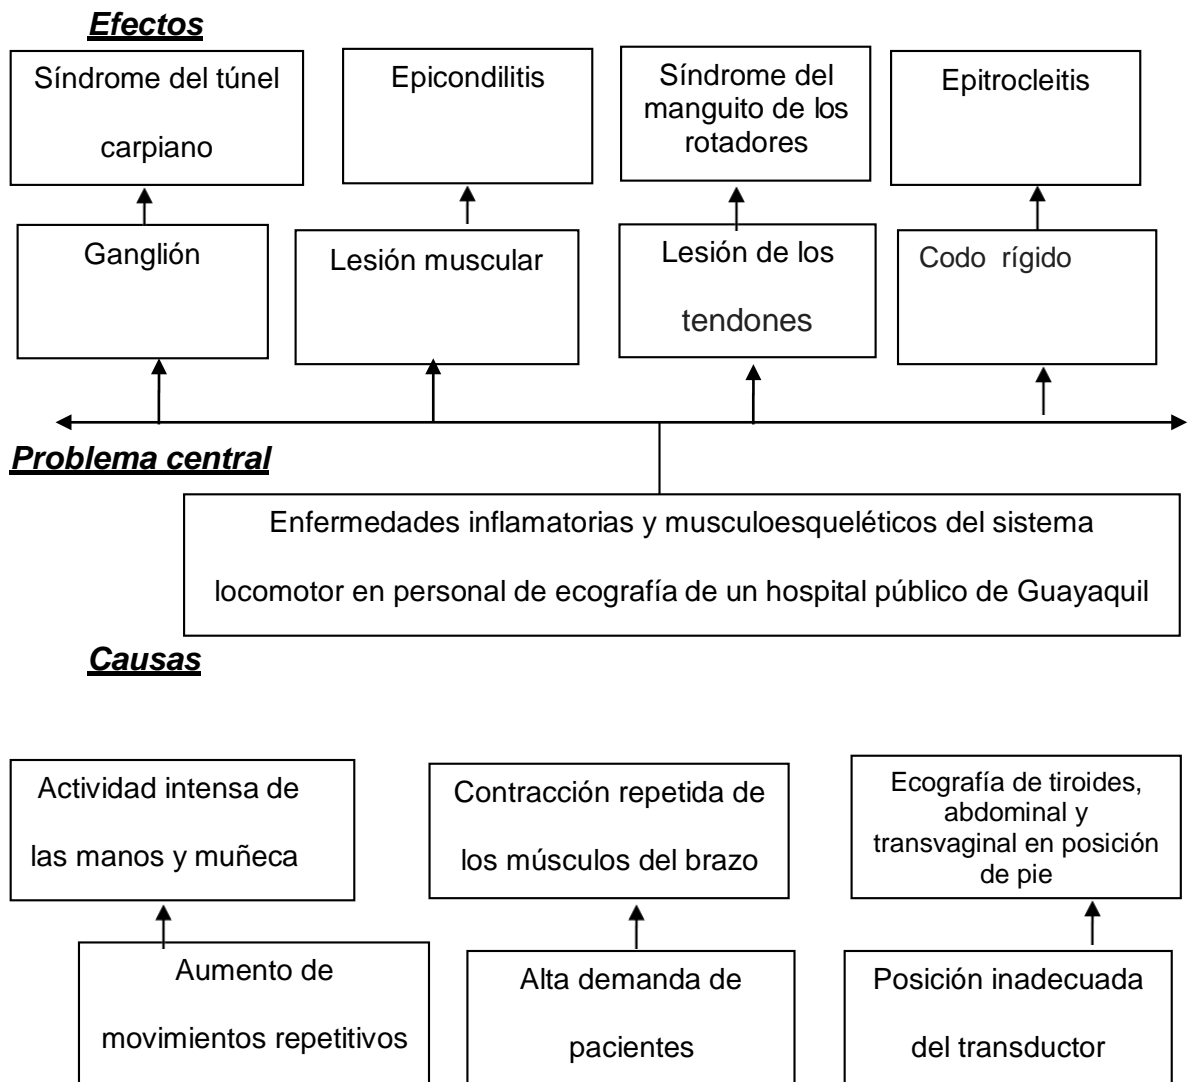 Efectos
Síndrome del túnel
carpiano
Epicondilitis
Síndrome del
manguito de los
rotadores
Epitrocleitis
Ganglión
Lesión muscular
Lesión de los
tendones
Codo rígido
Problema central
Enfermedades inflamatorias y musculoesqueléticos del sistema
locomotor en personal de ecografía de un hospital público de Guayaquil
Causas
Actividad intensa de
las manos y muñeca
Contracción repetida de
los músculos del brazo
Ecografía de tiroides,
abdominal y
transvaginal en posición
de pie
Aumento de
movimientos repetitivos
Alta demanda de
pacientes
Posición inadecuada
del transductor